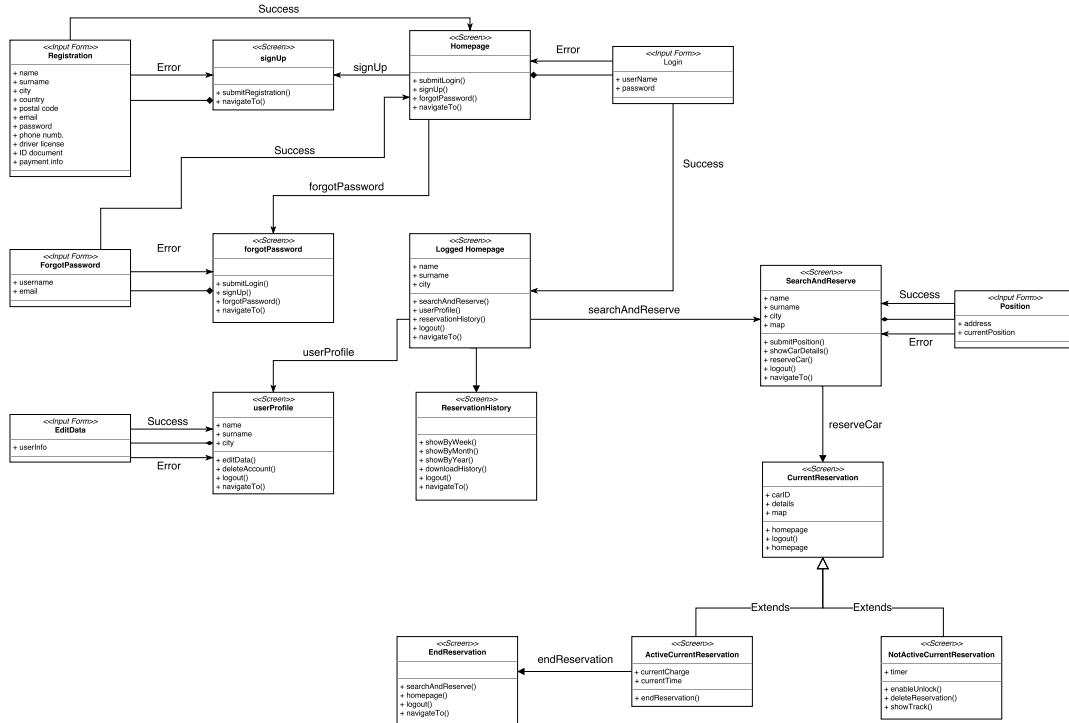 Success
<<Input Form>>
Registration
+ name
+ surname
+ city
+ country
+ postal code
+ email
+ password
+ phone numb.
+ driver license
+ ID document
+ payment info
Error
<<Screen>>
signUp
+ submitRegistration()
+ navigateTo()
signUp
<<Screen>>
Homepage
+ submitLogin()
+ signUp()
+ forgotPassword()
+ navigateTo()
Error
<<Input Form>>
Login
+ userName
+ password
Success
Success
forgotPassword
<<Input Form>>
ForgotPassword
+ username
+ email
Error
<<Screen>>
forgotPassword
+ submitLogin()
+ signUp()
+ forgotPassword()
+ navigateTo()
<<Screen>>
Logged Homepage
+ name
+ surname
+ city
+ searchAndReserve()
+ userProfile()
+ reservationHistory()
+ logout()
+ navigateTo()
searchAndReserve
<<Screen>>
SearchAndReserve
+ name
+ surname
+ city
+ map
+ submitPosition()
+ showCarDetails()
+ reserveCar()
+ logout()
+ navigateTo()
Success
Error
<<Input Form>>
Position
+ address
+ currentPosition
userProfile
<<Input Form>>
EditData
+ userInfo
Success
Error
<<Screen>>
userProfile
+ name
+ surname
+ city
+ editData()
+ deleteAccount()
+ logout()
+ navigateTo()
<<Screen>>
ReservationHistory
+ showByWeek()
+ showByMonth()
+ showByYear()
+ downloadHistory()
+ logout()
+ navigateTo()
reserveCar
<<Screen>>
CurrentReservation
+ carID
+ details
+ map
+ homepage
+ logout()
+ homepage
Extends
Extends
<<Screen>>
EndReservation
+ searchAndReserve()
+ homepage()
+ logout()
+ navigateTo()
endReservation
<<Screen>>
ActiveCurrentReservation
+ currentCharge
+ currentTime
+ endReservation()
<<Screen>>
NotActiveCurrentReservation
+ timer
+ enableUnlock()
+ deleteReservation()
+ showTrack()